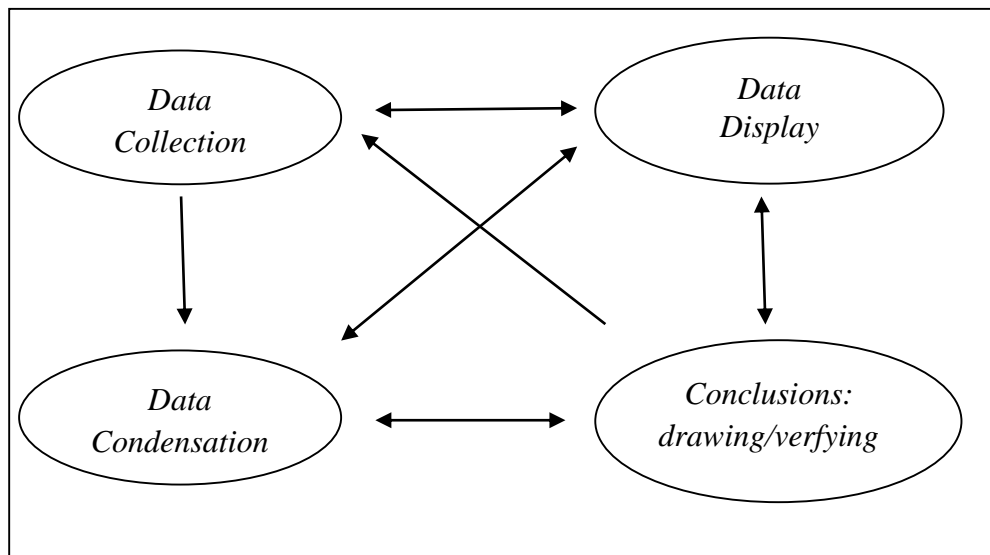 Data
Collection
Data
Display
Data
Condensation
Conclusions:
drawing/verfying